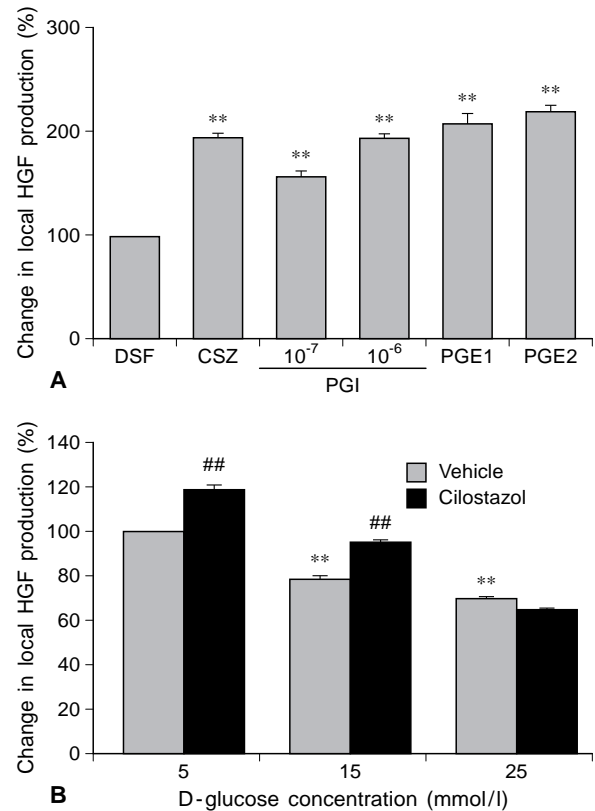 Change in local HGF production (%)
300
200
100
0
**
**
**
**
**
DSF CSZ 10-7 10-6 PGE1 PGE2
PGI
A
Change in local HGF production (%)
140
120
100
80
60
40
20
0
##
##
**
**
Vehicle
Cilostazol
5 15 25
D-glucose concentration (mmol/l)
B